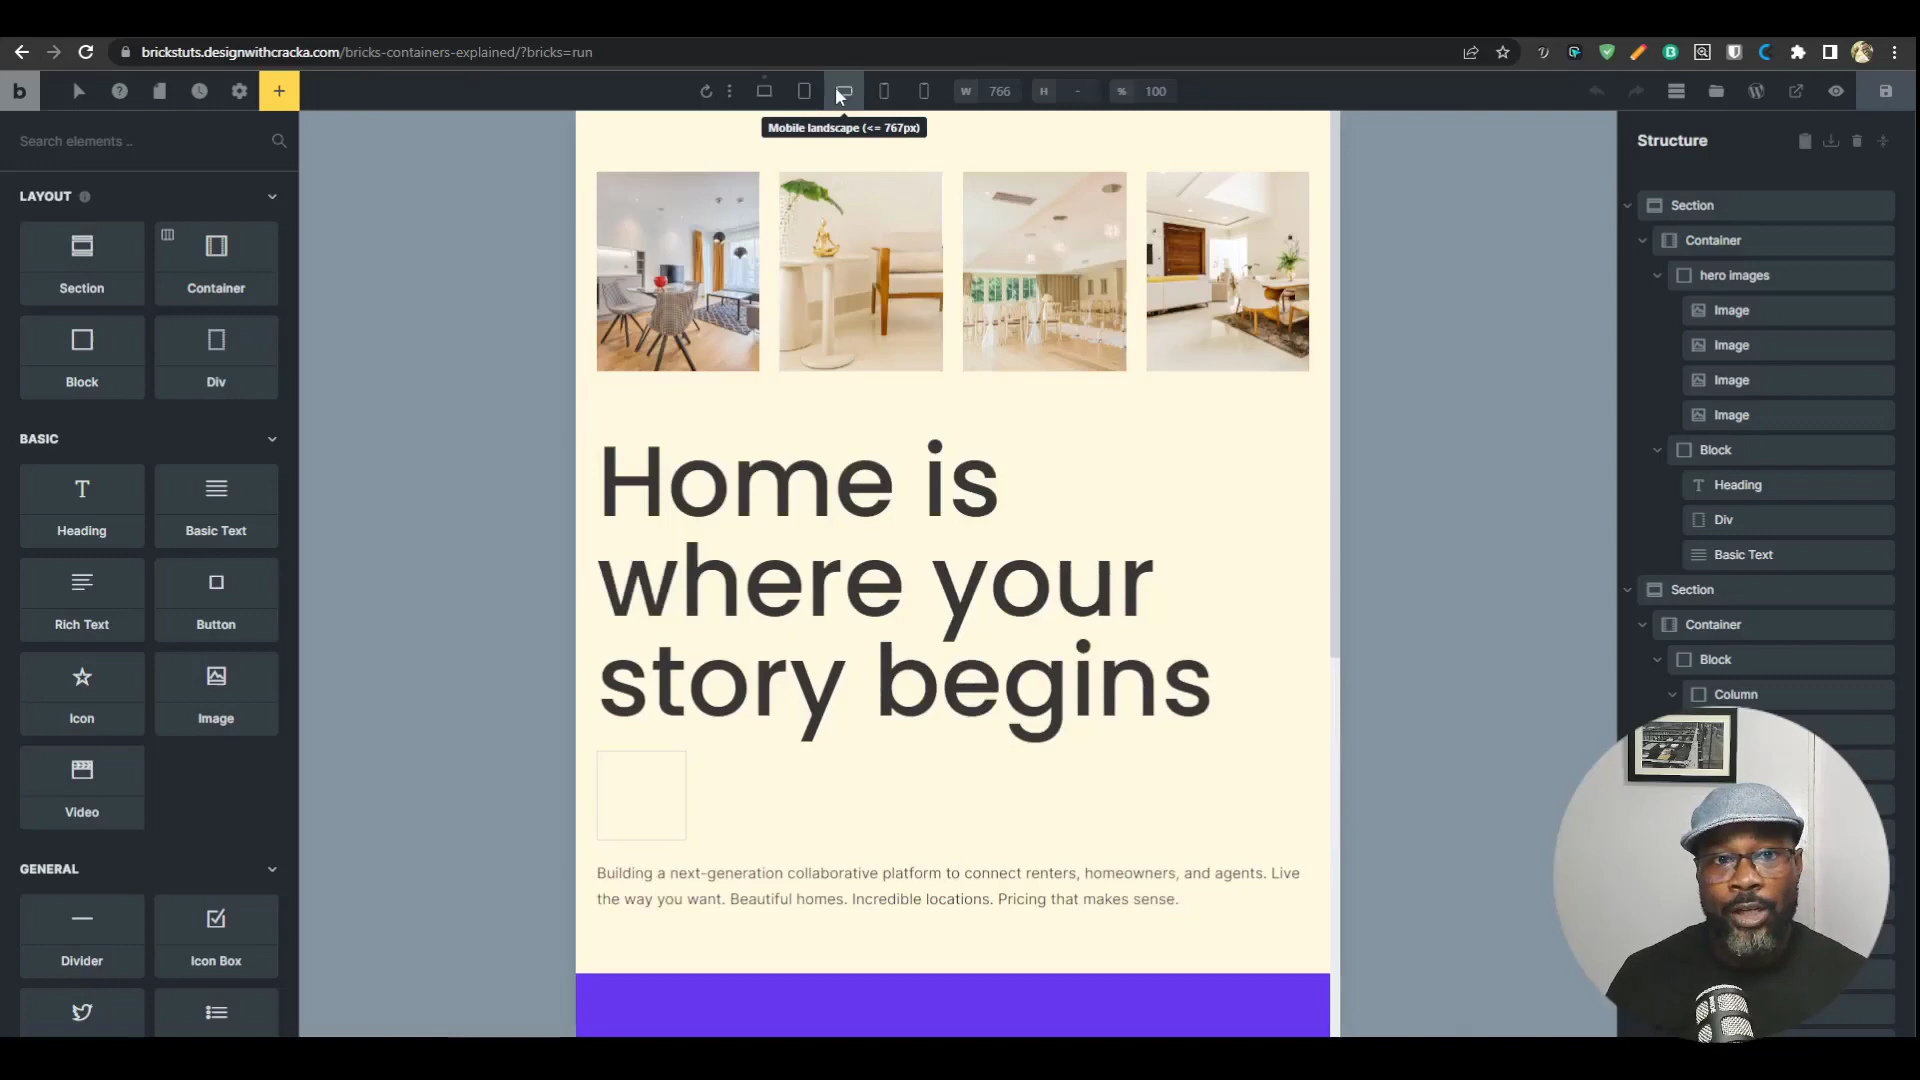 brickstuts.designwithcracka.com/bricks-containers-explained/?bricks=run
b
W 766 H - % 100
Mobile landscape (<= 767px)
Search elements ..
LAYOUT
Section
Container
Block
Div
BASIC
Heading
Basic Text
Rich Text
Button
Icon
Image
Video
GENERAL
Divider
Icon Box
Home is
where your
story begins
Building a next-generation collaborative platform to connect renters, homeowners, and agents. Live
the way you want. Beautiful homes. Incredible locations. Pricing that makes sense.
Structure
Section
Container
hero images
Image
Image
Image
Image
Block
Heading
Div
Basic Text
Section
Container
Block
Column